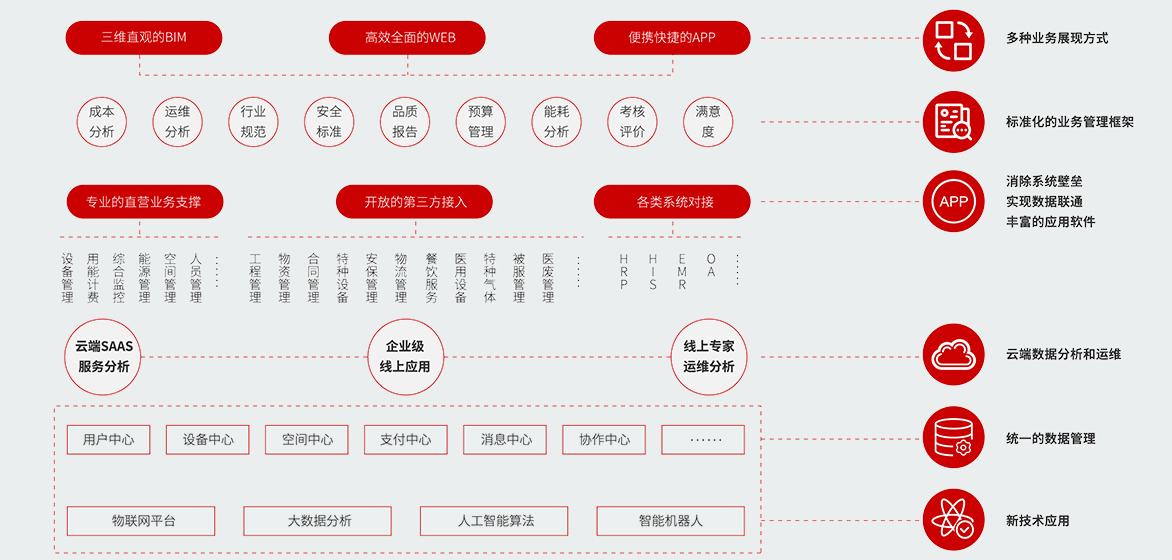 三维直观的BIM
高效全面的WEB
便携快捷的APP
多种业务展现方式
成本
分析
运维
分析
行业
规范
安全
标准
品质
报告
预算
管理
能耗
分析
考核
评价
满意
度
标准化的业务管理框架
专业的直营业务支撑
开放的第三方接入
各类系统对接
APP
消除系统壁垒
实现数据联通
丰富的应用软件
设备管理
用能计费
综合监控
能源管理
空间管理
人员管理
······
工程管理
物资管理
合同管理
特种设备
安保管理
物流管理
餐饮服务
医用设备
特种气体
被服管理
医废管理
······
HRP
HIS
EMR
OA
······
云端SAAS
服务分析
企业级
线上应用
线上专家
运维分析
云端数据分析和运维
用户中心
设备中心
空间中心
支付中心
消息中心
协作中心
······
统一的数据管理
物联网平台
大数据分析
人工智能算法
智能机器人
新技术应用